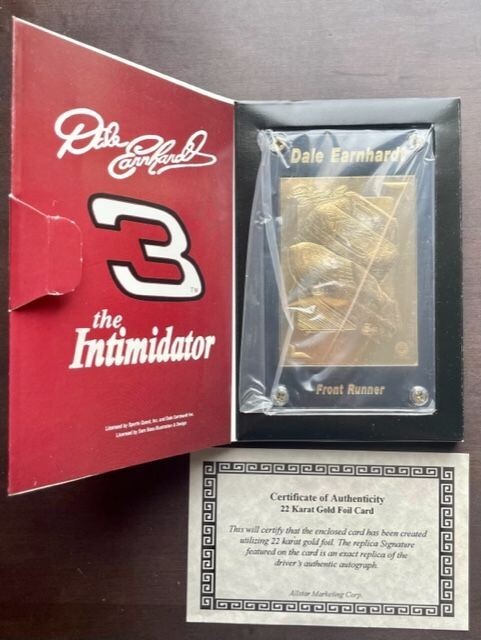 Dale Earnhardt
3
TM
the
Intimidator
Licensed by Sports Quest, Inc. and Dale Earnhardt Inc.
Licensed by Sam Bass Illustration & Design
Dale Earnhardt
Front Runner
Certificate of Authenticity
22 Karat Gold Foil Card
This will certify that the enclosed card has been created
utilizing 22 karat gold foil. The replica Signature
featured on the card is an exact replica of the
driver's authentic autograph.
Allstar Marketing Corp.